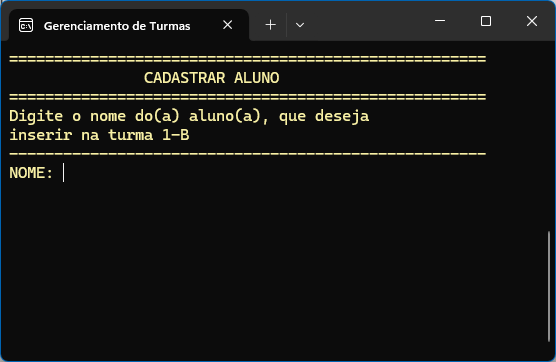 Gerenciamento de Turmas
=====================================================
CADASTRAR ALUNO
=====================================================
Digite o nome do(a) aluno(a), que deseja
inserir na turma 1-B
-----------------------------------------------------
NOME: